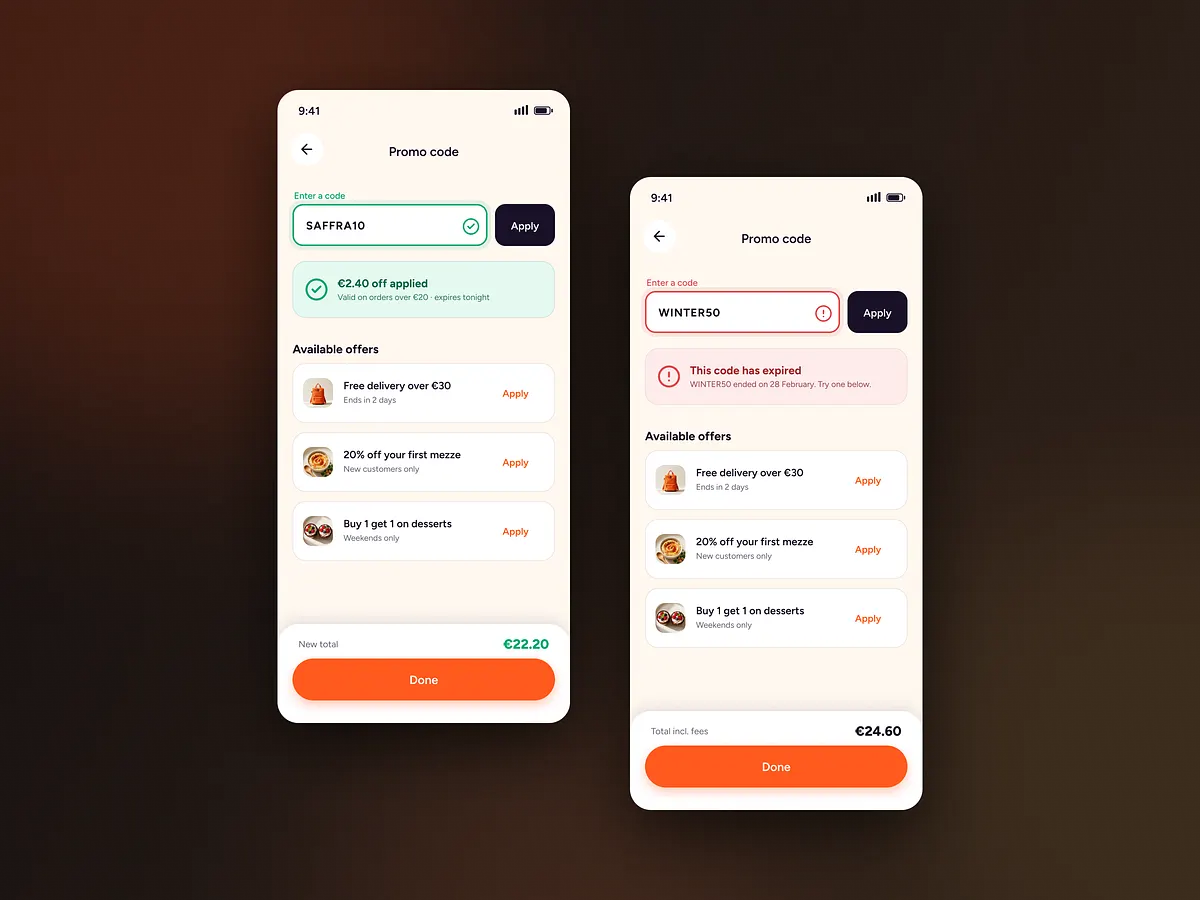 9:41
Promo code
Enter a code
SAFFRA10
Apply
€2.40 off applied
Valid on orders over €20 · expires tonight
Available offers
Free delivery over €30
Ends in 2 days
Apply
20% off your first mezze
New customers only
Apply
Buy 1 get 1 on desserts
Weekends only
Apply
New total
€22.20
Done
9:41
Promo code
Enter a code
WINTER50
Apply
This code has expired
WINTER50 ended on 28 February. Try one below.
Available offers
Free delivery over €30
Ends in 2 days
Apply
20% off your first mezze
New customers only
Apply
Buy 1 get 1 on desserts
Weekends only
Apply
Total incl. fees
€24.60
Done